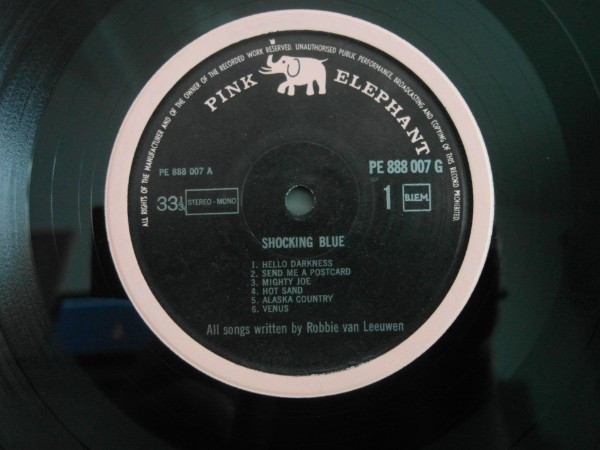 ALL RIGHTS OF THE MANUFACTURER AND OF THE OWNER OF THE RECORDED WORK RESERVED. UNAUTHORISED PUBLIC PERFORMANCE, BROADCASTING AND COPYING OF THIS RECORD PROHIBITED.
PINK ELEPHANT
PE 888 007 A
PE 888 007 G
33⅓ STEREO - MONO
1 B.I.E.M.
SHOCKING BLUE
1. HELLO DARKNESS
2. SEND ME A POSTCARD
3. MIGHTY JOE
4. HOT SAND
5. ALASKA COUNTRY
6. VENUS
All songs written by Robbie van Leeuwen